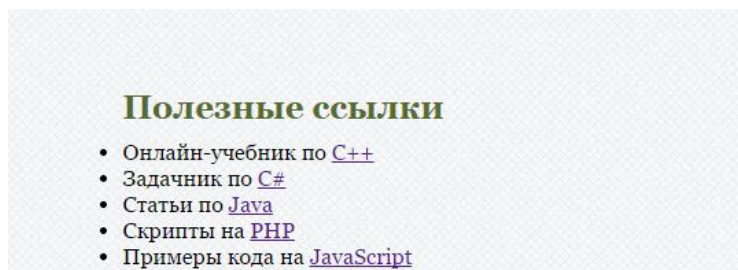 Полезные ссылки
Онлайн-учебник по C++
Задачник по C#
Статьи по Java
Скрипты на PHP
Примеры кода на JavaScript